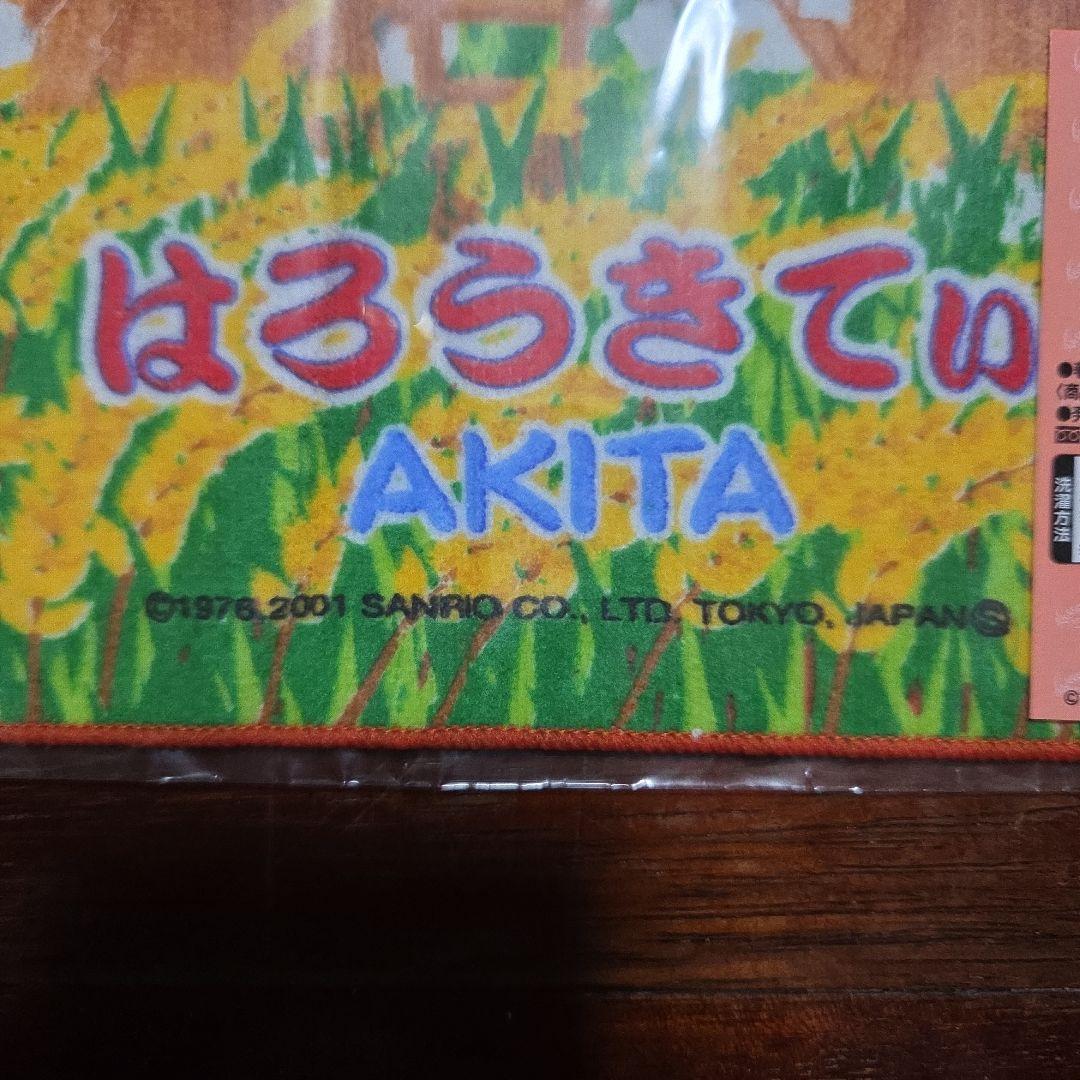 はろうきてぃ
AKITA
©1976,2001 SANRIO CO., LTD. TOKYO, JAPAN Ⓢ